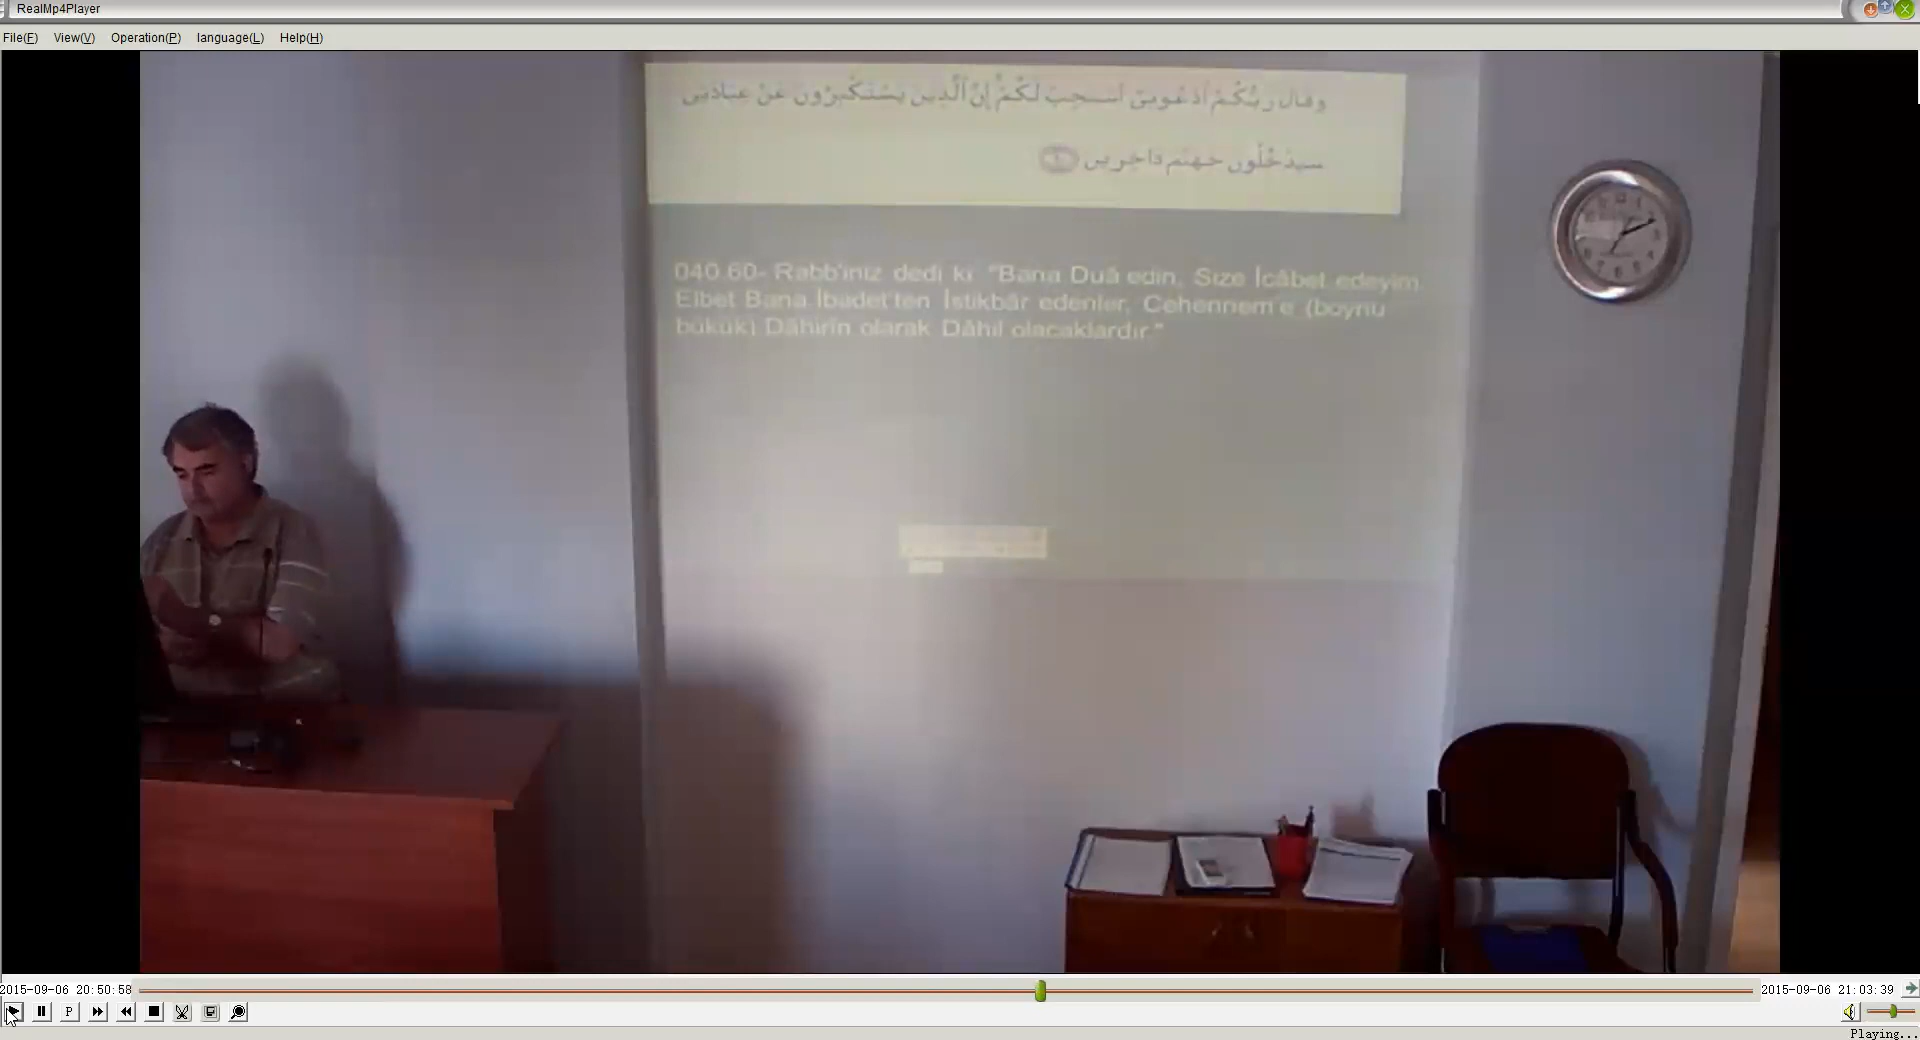 RealMp4Player
File(F) View(V) Operation(P) language(L) Help(H)
وقال ربكم ادعوني أستجب لكم إن الذين يستكبرون عن عبادتي
سيدخلون جهنم داخرين
040.60- Rabb'iniz dedi ki "Bana Duâ edin, Size İcâbet edeyim.
Elbet Bana İbadet'ten İstikbâr edenler, Cehennem'e (boynu
bükük) Dâhirîn olarak Dâhil olacaklardır."
2015-09-06 20:50:58
2015-09-06 21:03:39
P
Playing...